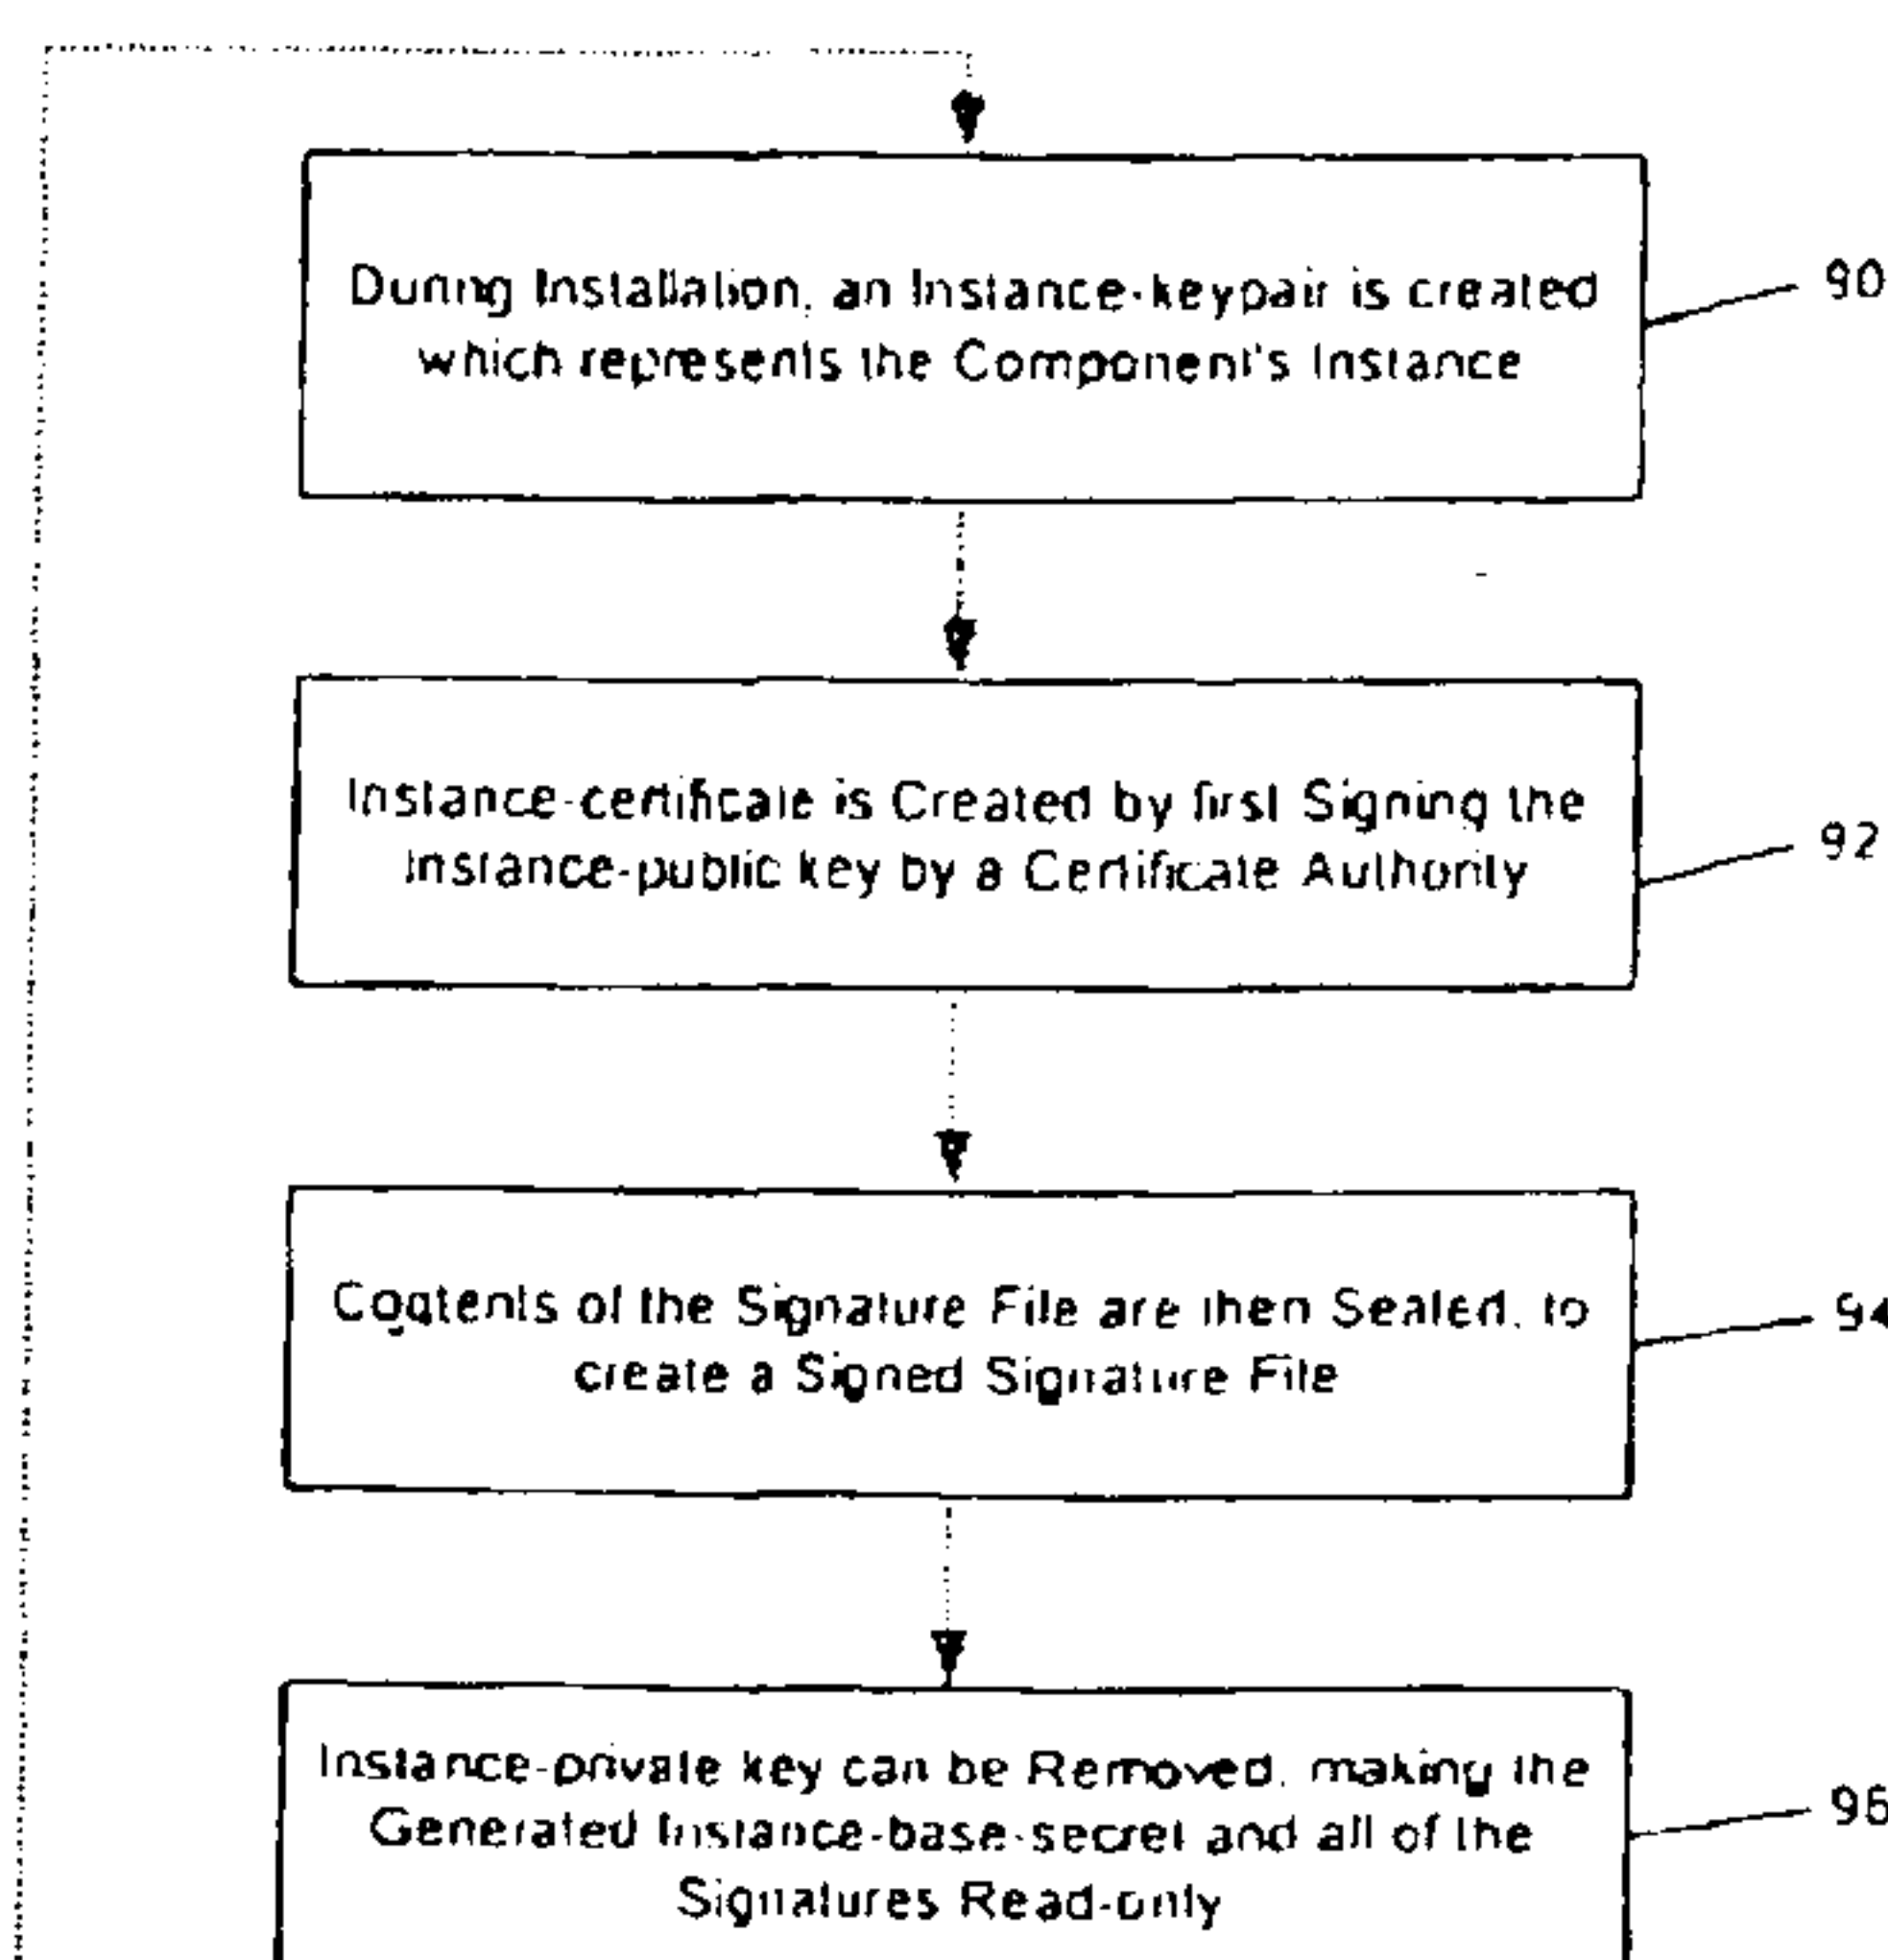 During Installation, an Instance-keypair is created
which represents the Component's Instance
90
Instance-certificate is Created by first Signing the
Instance-public key by a Certificate Authority
92
Contents of the Signature File are then Sealed, to
create a Signed Signature File
94
Instance-private key can be Removed, making the
Generated Instance-base-secret and all of the
Signatures Read-only
96